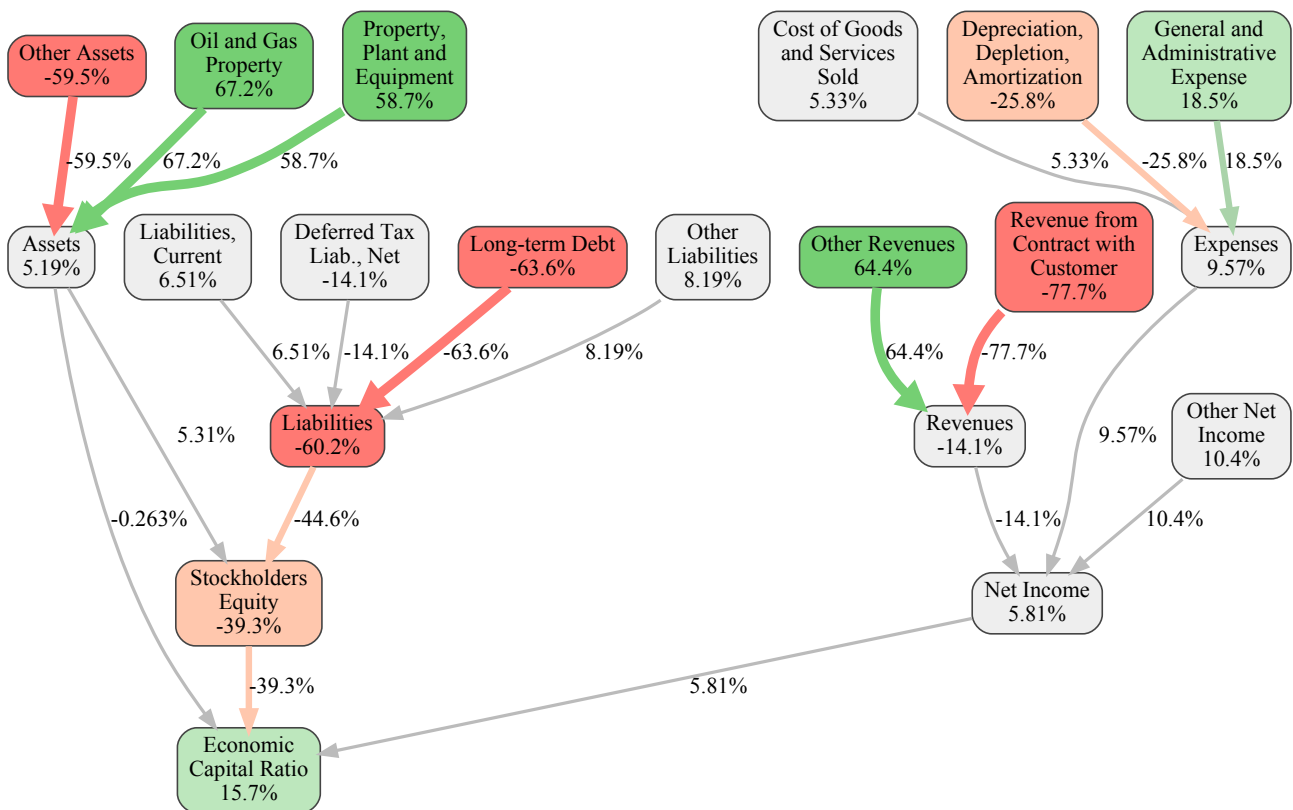 Other Assets
-59.5%
Oil and Gas
Property
67.2%
Property,
Plant and
Equipment
58.7%
Cost of Goods
and Services
Sold
5.33%
Depreciation,
Depletion,
Amortization
-25.8%
General and
Administrative
Expense
18.5%
-59.5%
67.2%
58.7%
5.33%
-25.8%
18.5%
Assets
5.19%
Liabilities,
Current
6.51%
Deferred Tax
Liab., Net
-14.1%
Long-term Debt
-63.6%
Other
Liabilities
8.19%
Other Revenues
64.4%
Revenue from
Contract with
Customer
-77.7%
Expenses
9.57%
6.51%
-14.1%
-63.6%
8.19%
64.4%
-77.7%
5.31%
Liabilities
-60.2%
Revenues
-14.1%
9.57%
Other Net
Income
10.4%
-0.263%
-44.6%
-14.1%
10.4%
Stockholders
Equity
-39.3%
Net Income
5.81%
-39.3%
5.81%
Economic
Capital Ratio
15.7%